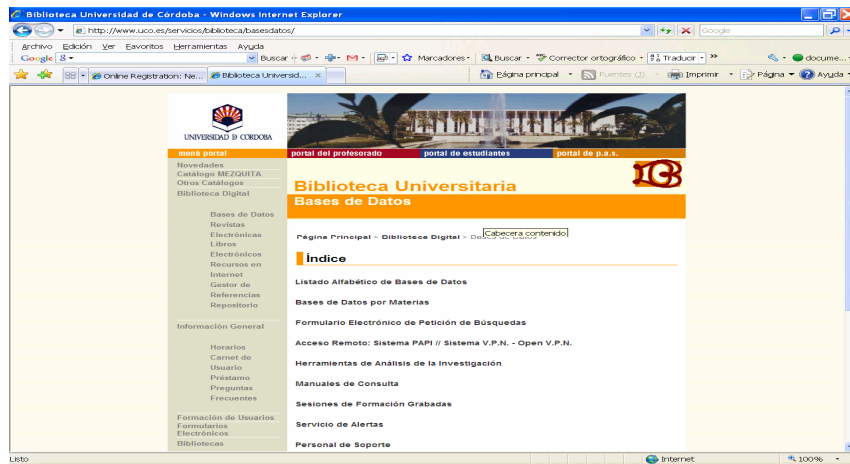 Biblioteca Universidad de Córdoba - Windows Internet Explorer
http://www.uco.es/servicios/biblioteca/basesdatos/
Google
Archivo Edición Ver Favoritos Herramientas Ayuda
Google Buscar Marcadores Buscar Corrector ortográfico Traducir docume...
Online Registration: Ne... Biblioteca Universid... Página principal Fuentes (J) Imprimir Página Ayuda
UNIVERSIDAD D CORDOBA
menú portal portal del profesorado portal de estudiantes portal de p.a.s.
Novedades
Catálogo MEZQUITA
Otros Catálogos
Biblioteca Digital
Bases de Datos
Revistas
Electrónicas
Libros
Electrónicos
Recursos en
Internet
Gestor de
Referencias
Repositorio
Información General
Horarios
Carnet de
Usuario
Préstamo
Preguntas
Frecuentes
Formación de Usuarios
Formularios
Electrónicos
Bibliotecas
Biblioteca Universitaria
Bases de Datos
Página Principal > Biblioteca Digital > Bases de Datos
Cabecera contenido
Índice
Listado Alfabético de Bases de Datos
Bases de Datos por Materias
Formulario Electrónico de Petición de Búsquedas
Acceso Remoto: Sistema PAPI // Sistema V.P.N. - Open V.P.N.
Herramientas de Análisis de la Investigación
Manuales de Consulta
Sesiones de Formación Grabadas
Servicio de Alertas
Personal de Soporte
Listo Internet 100%